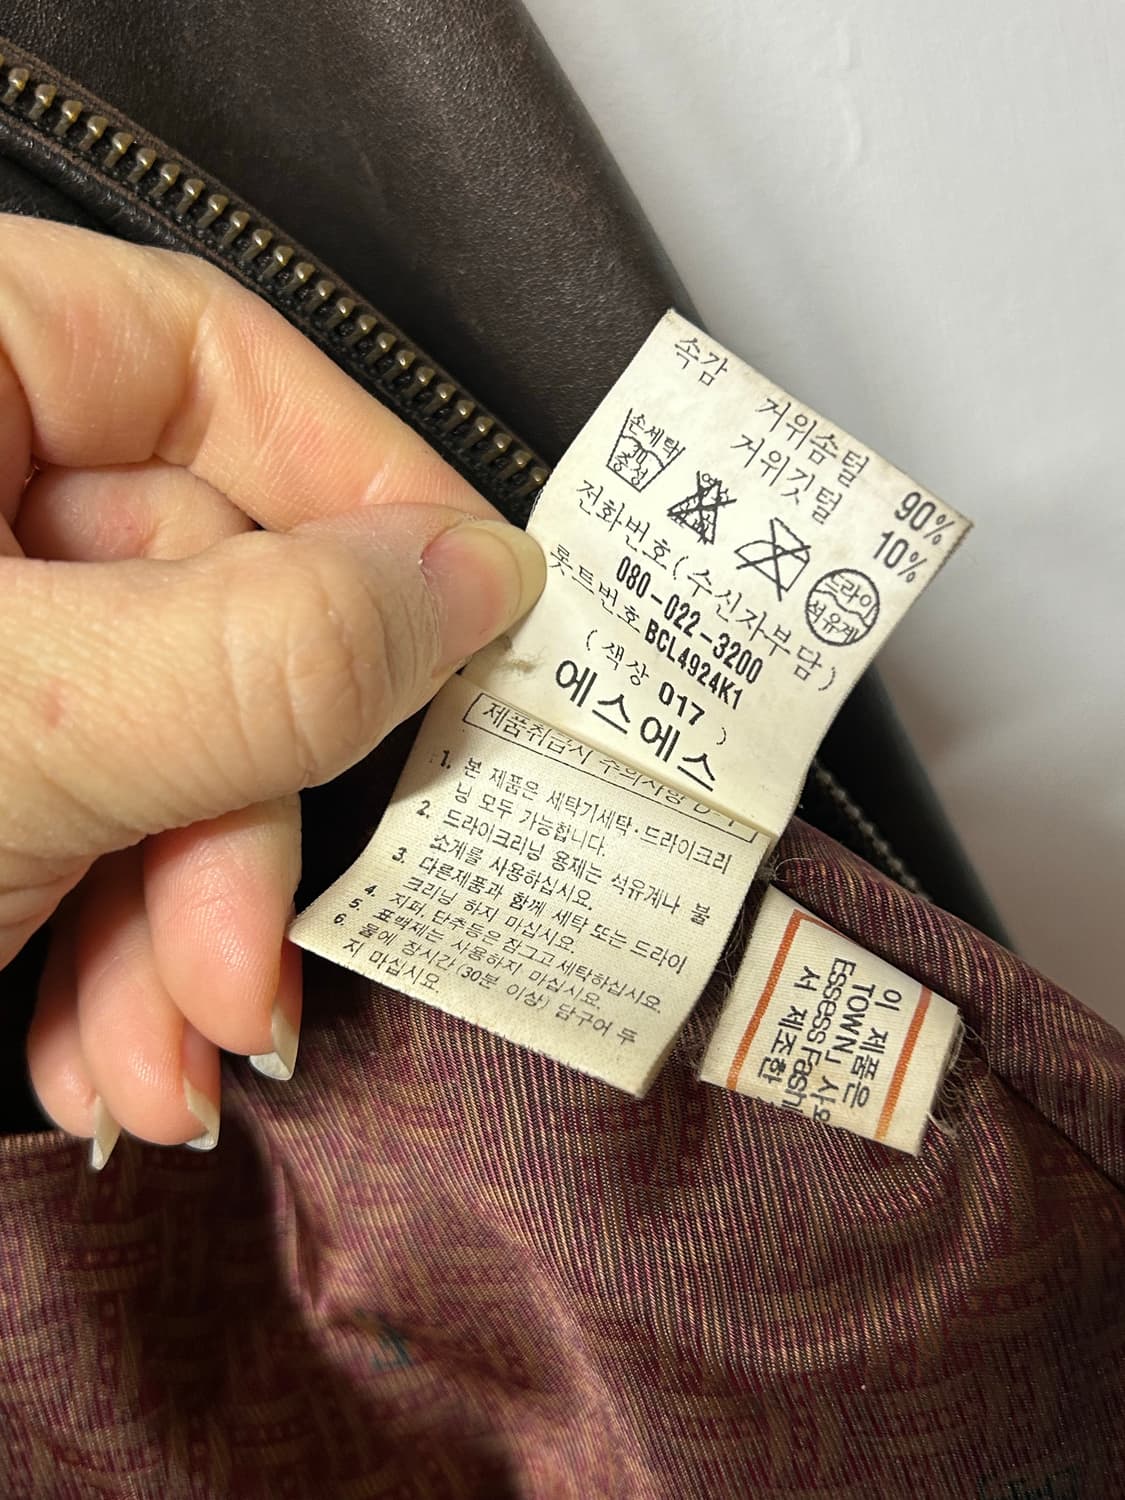 속감
거위솜털 90%
거위깃털 10%
손세탁
중성
드라이
석유계
전화번호(수신자부담)
080-022-3200
롯트번호 BCL4924K1
(색상 017 )
에스에스
제품취급시 주의사항 D-1
1. 본 제품은 세탁기세탁·드라이크리
닝 모두 가능합니다.
2. 드라이크리닝 용제는 석유계나 불
소계를 사용하십시요.
3. 다른제품과 함께 세탁 또는 드라이
크리닝 하지 마십시요
4. 지퍼, 단추등은 잠그고 세탁하십시요.
5. 표백제는 사용하지 마십시요.
6. 물에 장시간 (30분 이상) 담구어 두
지 마십시요.
이 제품은
TOWN」 사
Essess Fashi
서 제조한